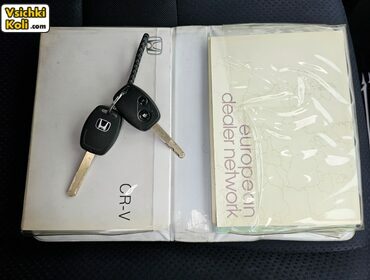 Vsichki
Koli.com
CR-V
european
dealer network